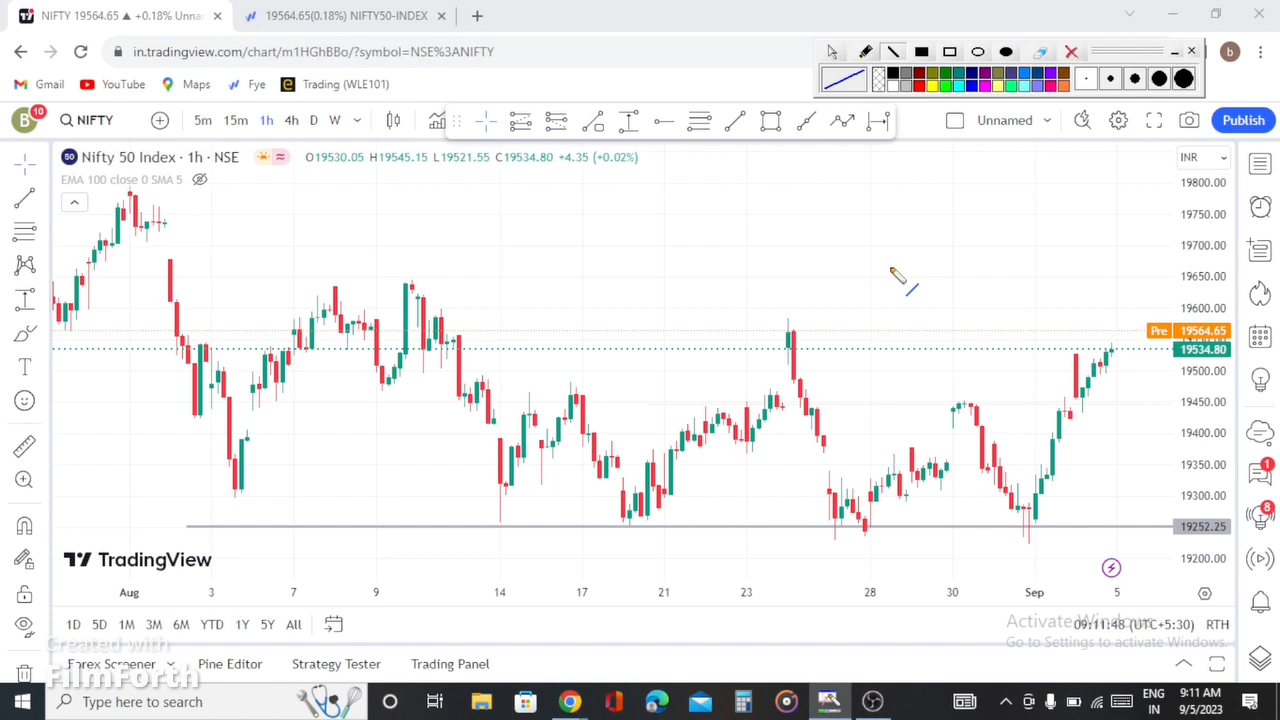 NIFTY 19564.65 ▲ +0.18% Unnar
19564.65(0.18%) NIFTY50-INDEX
in.tradingview.com/chart/m1HGhBBo/?symbol=NSE%3ANIFTY
b
Gmail YouTube Maps Fye Trading (FE101)
B 10 NIFTY 5m 15m 1h 4h D W Unnamed Publish
50 Nifty 50 Index · 1h · NSE O19530.05 H19545.15 L19521.55 C19534.80 +4.35 (+0.02%) INR
EMA 100 close 0 SMA 5
19800.00
19750.00
19700.00
19650.00
19600.00
Pre 19564.65
19534.80
19500.00
19450.00
19400.00
19350.00
19300.00
19252.25
19200.00
1
8
TradingView
Aug 3 7 9 14 17 21 23 28 30 Sep 5
1D 5D 1M 3M 6M YTD 1Y 5Y All 09:11:48 (UTC+5:30) RTH
Activate Windows
Go to Settings to activate Windows.
Created with
FilmForth
Forex Screener Pine Editor Strategy Tester Trading Panel
Type here to search
ENG 9:11 AM
IN 9/5/2023